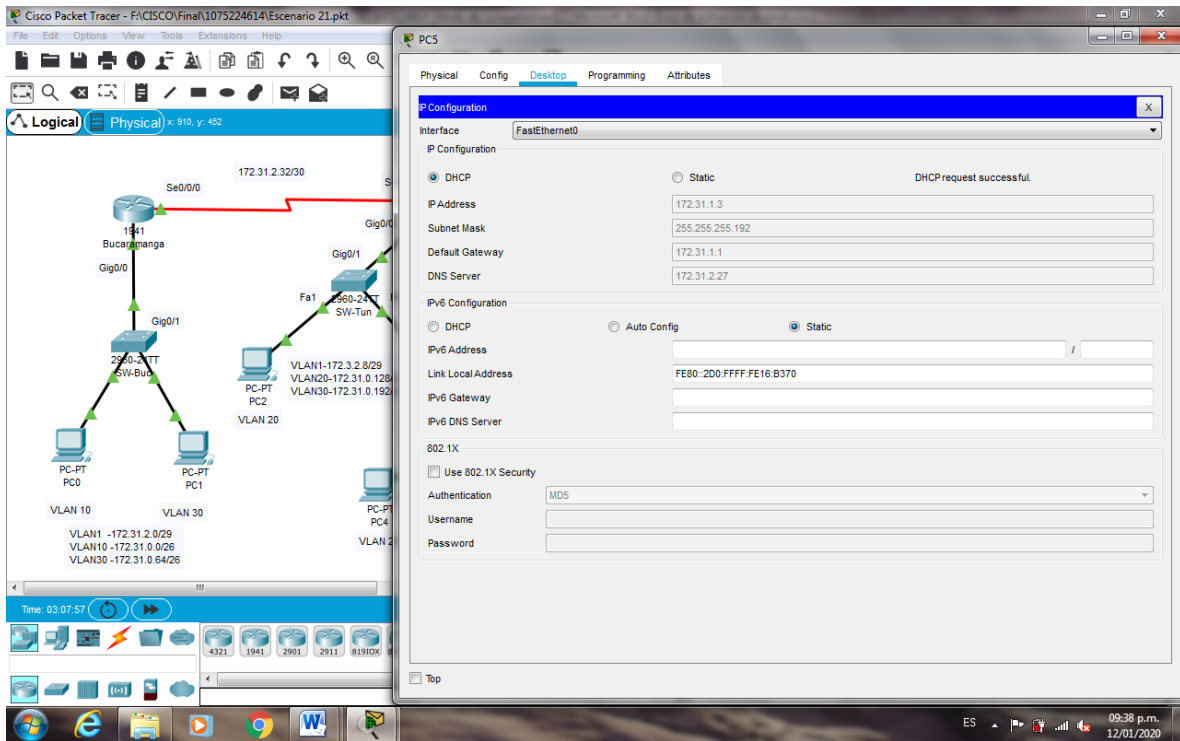 Cisco Packet Tracer - F:\CISCO\Final\1075224614\Escenario 21.pkt
File Edit Options View Tools Extensions Help
Logical Physical x: 910, y: 452
172.31.2.32/30
Se0/0/0
S
1941
Bucaramanga
Gig0/0
Gig0/0
Gig0/1
Gig0/1
2960-24TT
SW-Buc
Fa1
2960-24TT
SW-Tun
PC-PT
PC2
VLAN 20
VLAN1-172.3.2.8/29
VLAN20-172.31.0.128/
VLAN30-172.31.0.192/
PC-PT
PC0
PC-PT
PC1
VLAN 10
VLAN 30
VLAN1 -172.31.2.0/29
VLAN10 -172.31.0.0/26
VLAN30 -172.31.0.64/26
PC-PT
PC4
VLAN 2
Time: 03:07:57
4321 1941 2901 2911 819IOX 8
PC5
Physical Config Desktop Programming Attributes
IP Configuration
X
Interface FastEthernet0
IP Configuration
DHCP Static DHCP request successful.
IP Address 172.31.1.3
Subnet Mask 255.255.255.192
Default Gateway 172.31.1.1
DNS Server 172.31.2.27
IPv6 Configuration
DHCP Auto Config Static
IPv6 Address /
Link Local Address FE80::2D0:FFFF:FE16:B370
IPv6 Gateway
IPv6 DNS Server
802.1X
Use 802.1X Security
Authentication MD5
Username
Password
Top
ES
09:38 p.m.
12/01/2020